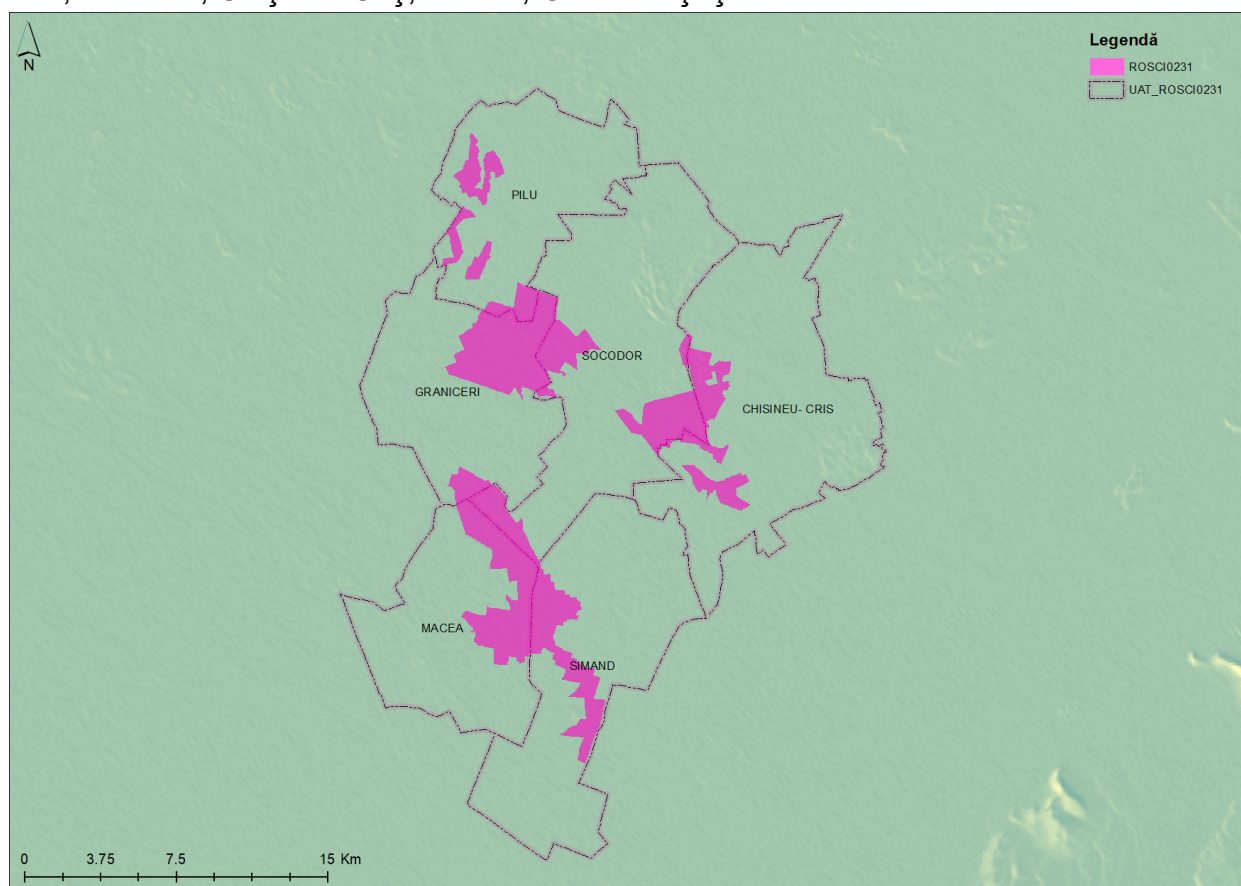 N
Legendă
ROSCI0231
UAT_ROSCI0231
PILU
SOCODOR
GRANICERI
CHISINEU- CRIS
MACEA
SIMAND
0 3.75 7.5 15 Km